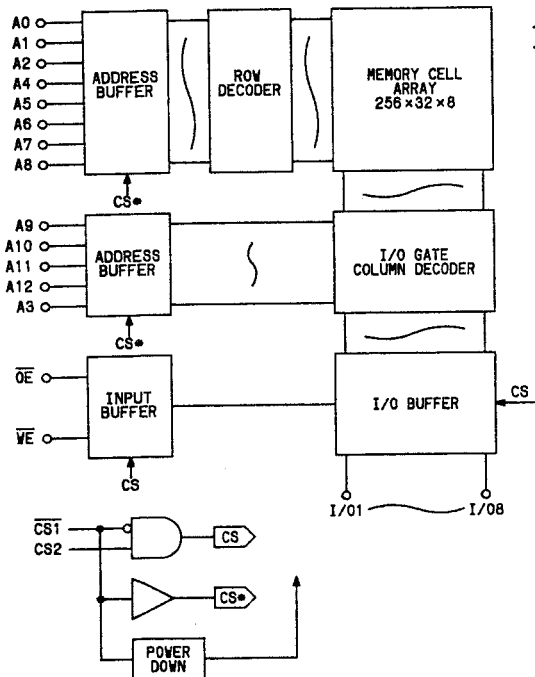 A0
A1
A2
A4
A5
A6
A7
A8
ADDRESS
BUFFER
CS*
ROW
DECODER
MEMORY CELL
ARRAY
256×32×8
A9
A10
A11
A12
A3
ADDRESS
BUFFER
CS*
I/O GATE
COLUMN DECODER
OE
WE
INPUT
BUFFER
CS
I/O BUFFER
CS
I/O1
I/O8
CS1
CS2
CS
CS*
POWER
DOWN